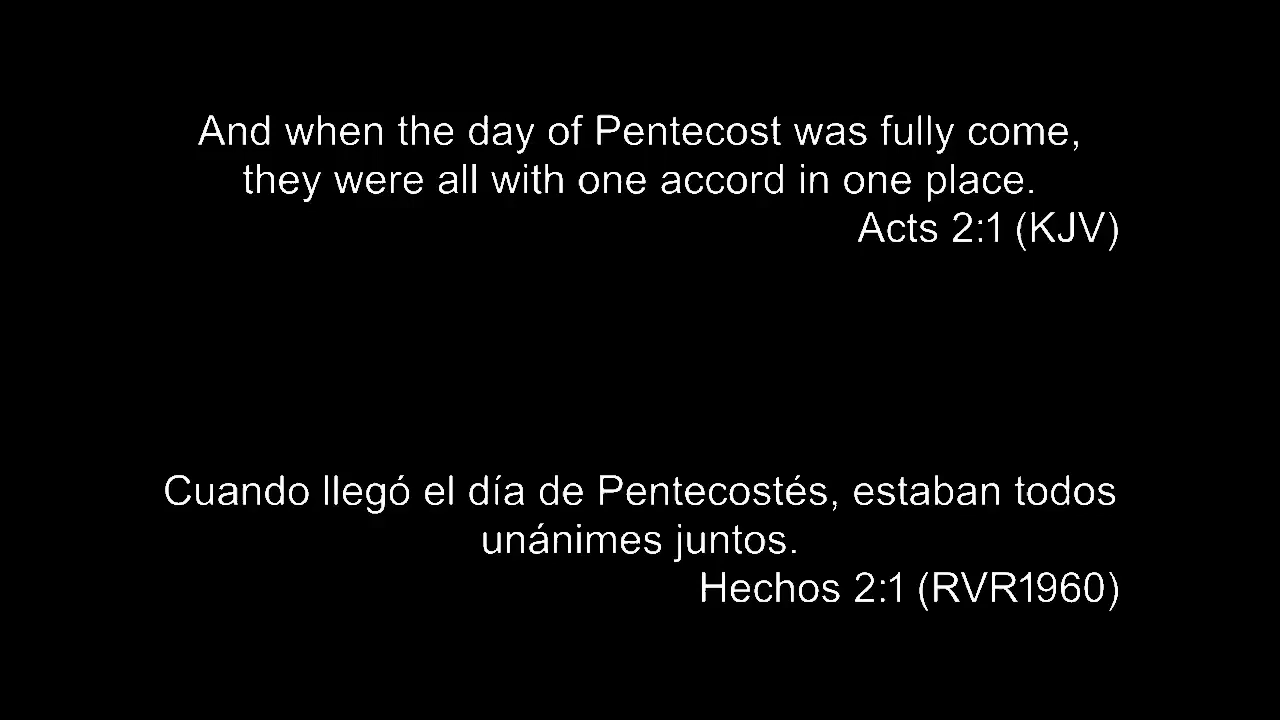 And when the day of Pentecost was fully come,
they were all with one accord in one place.
Acts 2:1 (KJV)
Cuando llegó el día de Pentecostés, estaban todos
unánimes juntos.
Hechos 2:1 (RVR1960)